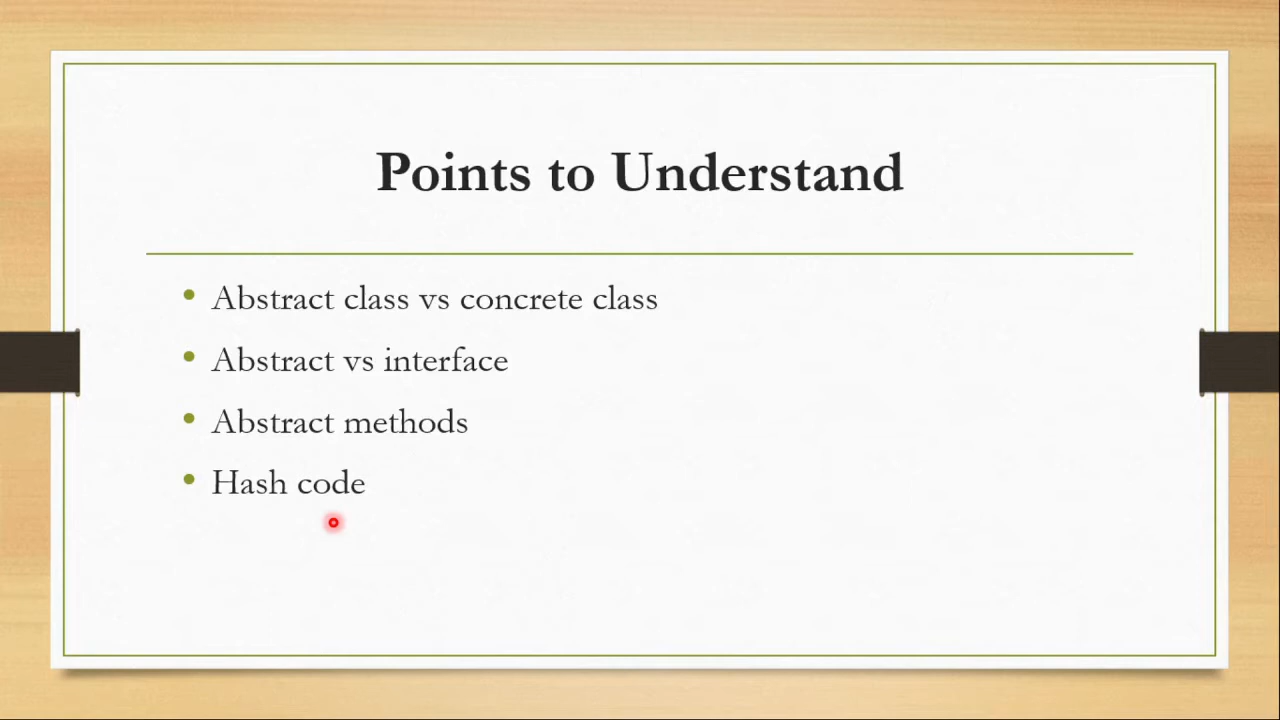 Points to Understand
Abstract class vs concrete class
Abstract vs interface
Abstract methods
Hash code